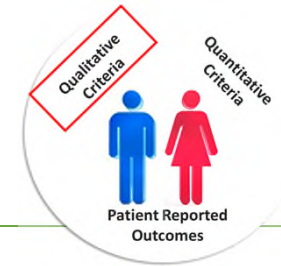 Qualitative
Criteria
Quantitative
Criteria
Patient Reported
Outcomes